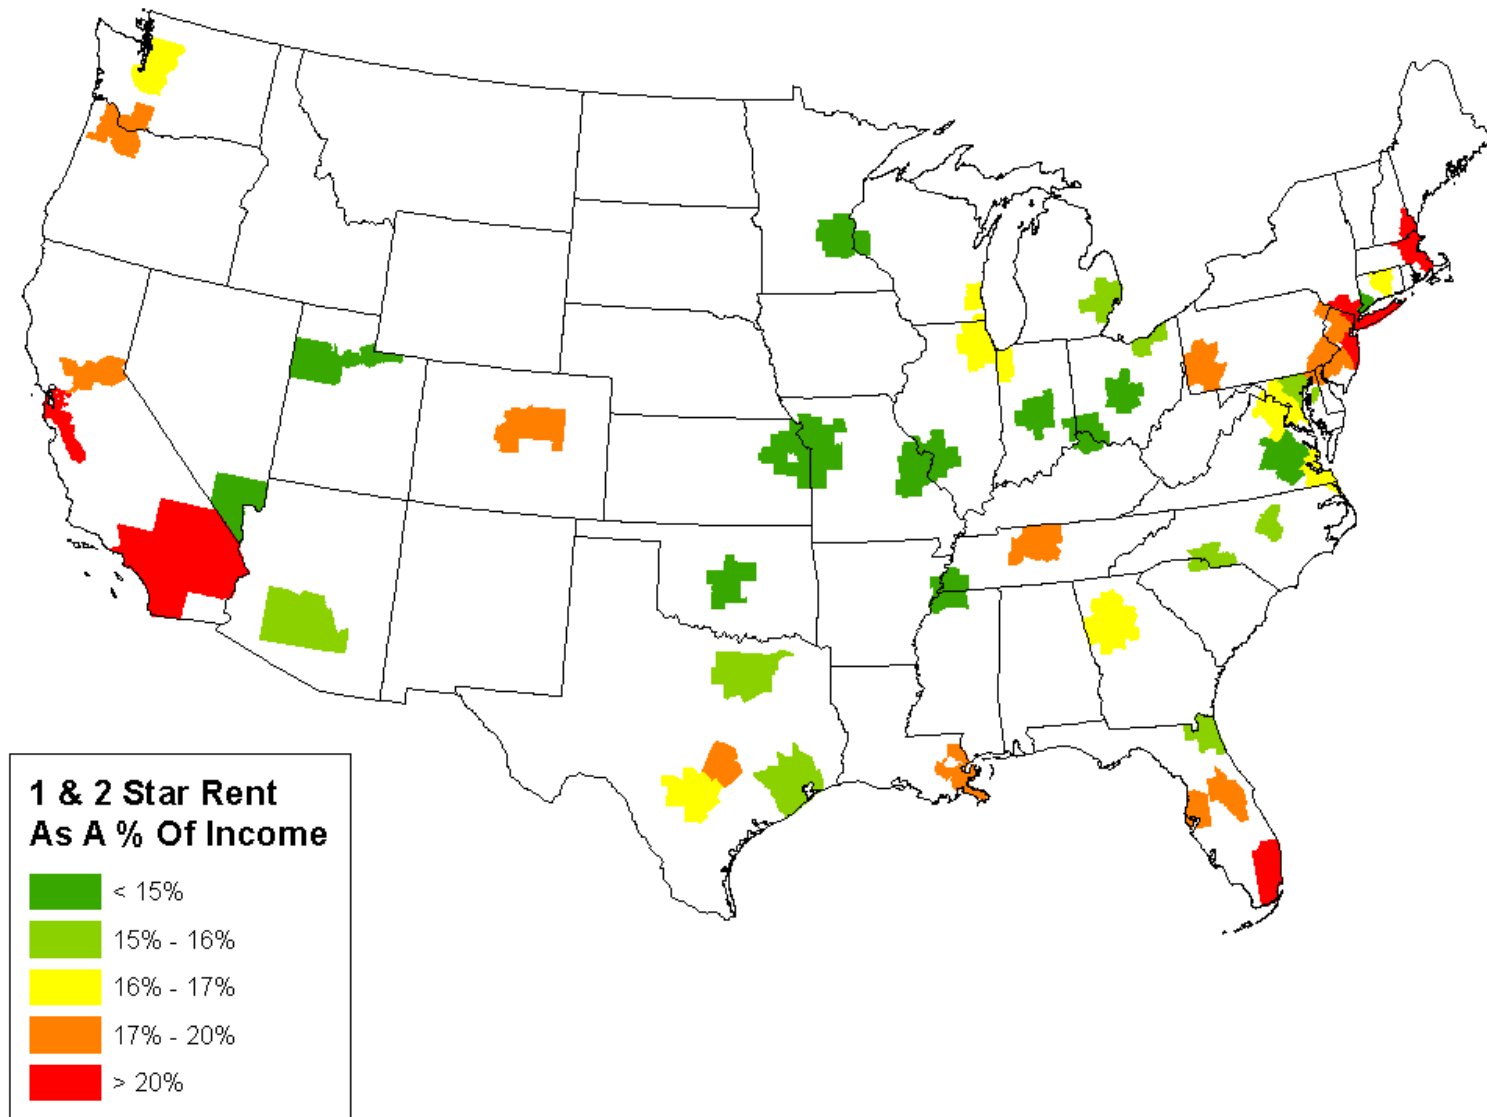 1 & 2 Star Rent
As A % Of Income
< 15%
15% - 16%
16% - 17%
17% - 20%
> 20%